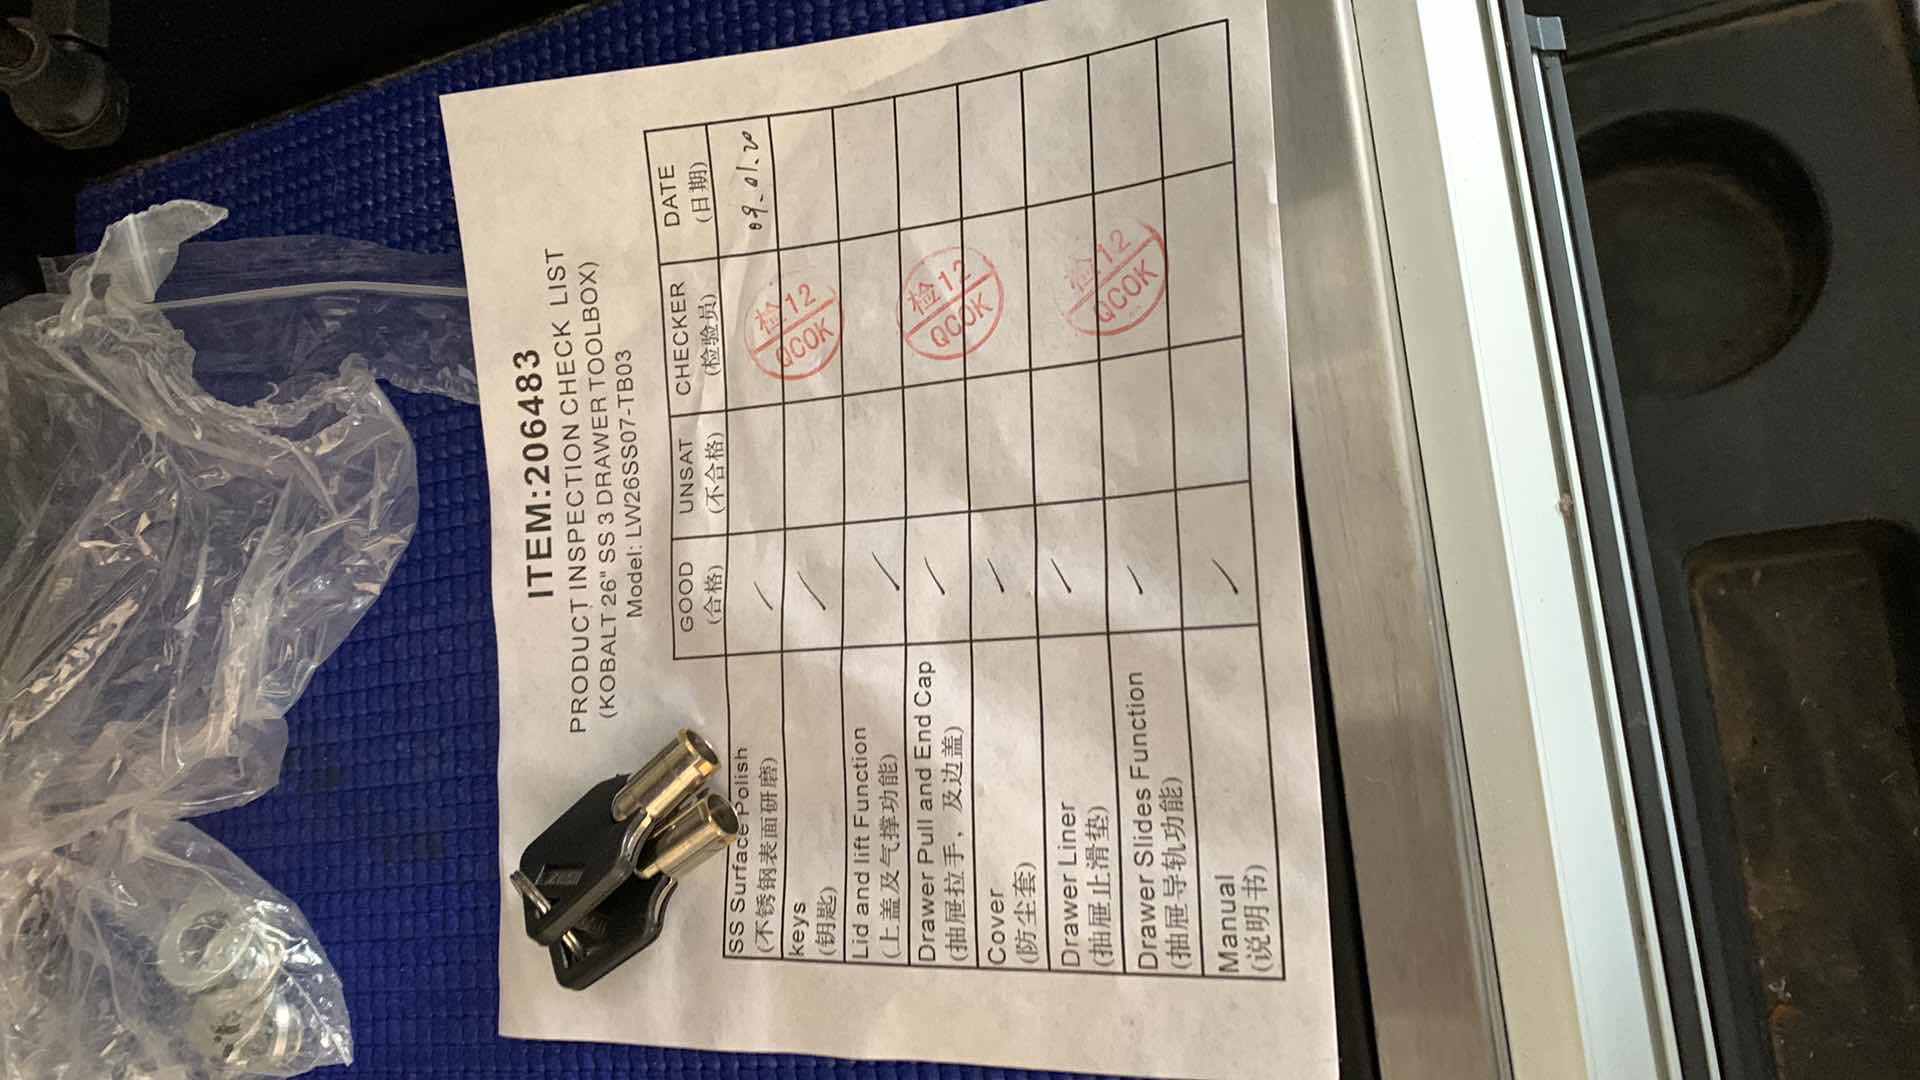 ITEM:206483
PRODUCT INSPECTION CHECK LIST
(KOBALT 26" SS 3 DRAWER TOOLBOX)
Model: LW26SS07-TB03
GOOD UNSAT CHECKER DATE
(合格) (不合格) (检验员) (日期)
SS Surface Polish
(不锈钢表面研磨)
09.01.20
检12
QCOK
keys
(钥匙)
Lid and lift Function
(上盖及气撑功能)
Drawer Pull and End Cap
(抽屉拉手，及边盖)
检12
QCOK
Cover
(防尘套)
Drawer Liner
(抽屉止滑垫)
Drawer Slides Function
(抽屉导轨功能)
检12
QCOK
Manual
(说明书)